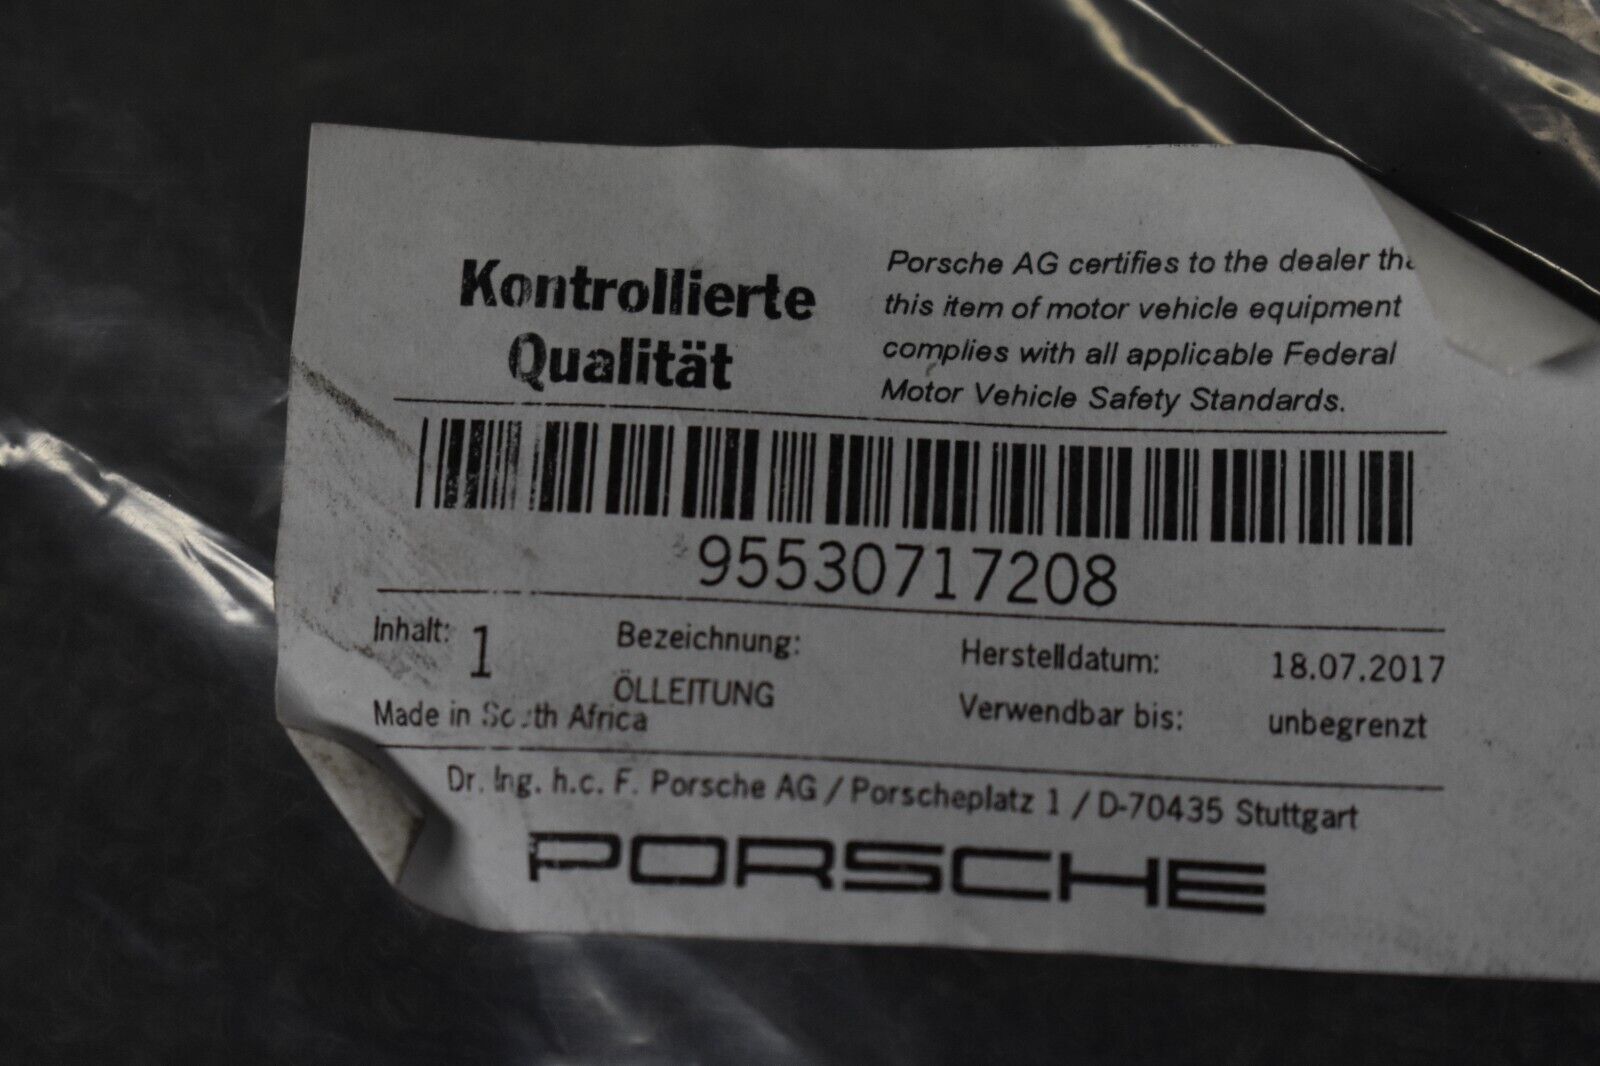 Kontrollierte
Qualität
Porsche AG certifies to the dealer
this item of motor vehicle equipment
complies with all applicable Federal
Motor Vehicle Safety Standards.
95530717208
Inhalt: 1
Bezeichnung:
ÖLLEITUNG
Made in South Africa
Herstelldatum: 18.07.2017
Verwendbar bis: unbegrenzt
Dr. Ing. h.c. F. Porsche AG / Porscheplatz 1 / D-70435 Stuttgart
PORSCHE